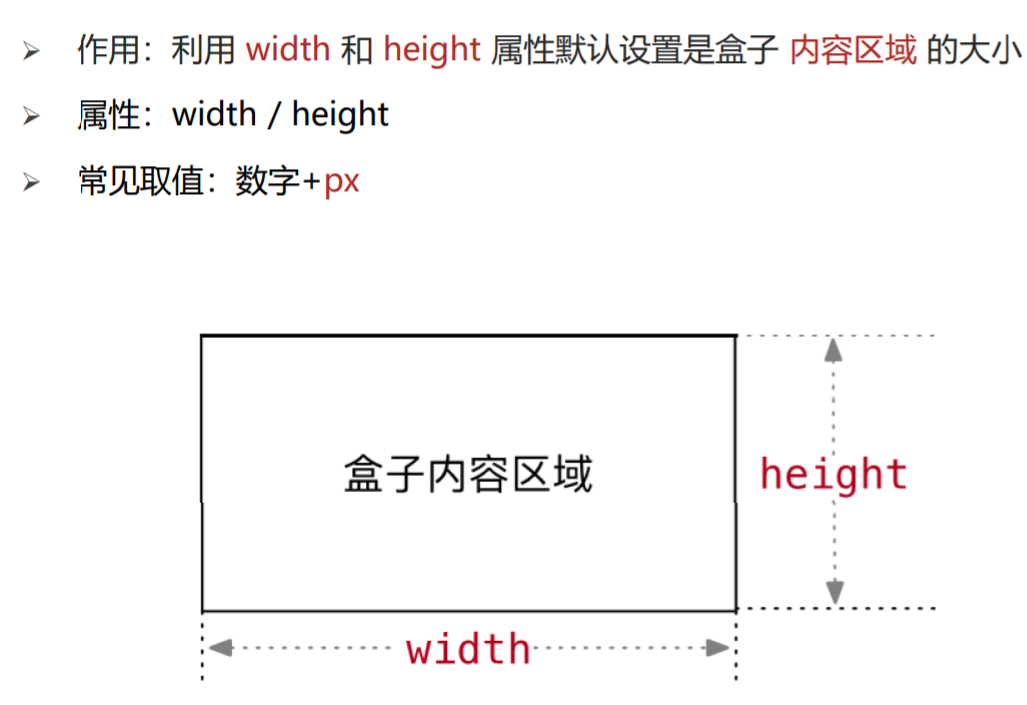 作用：利用 width 和 height 属性默认设置是盒子 内容区域 的大小
属性：width / height
常见取值：数字+px
盒子内容区域
height
width